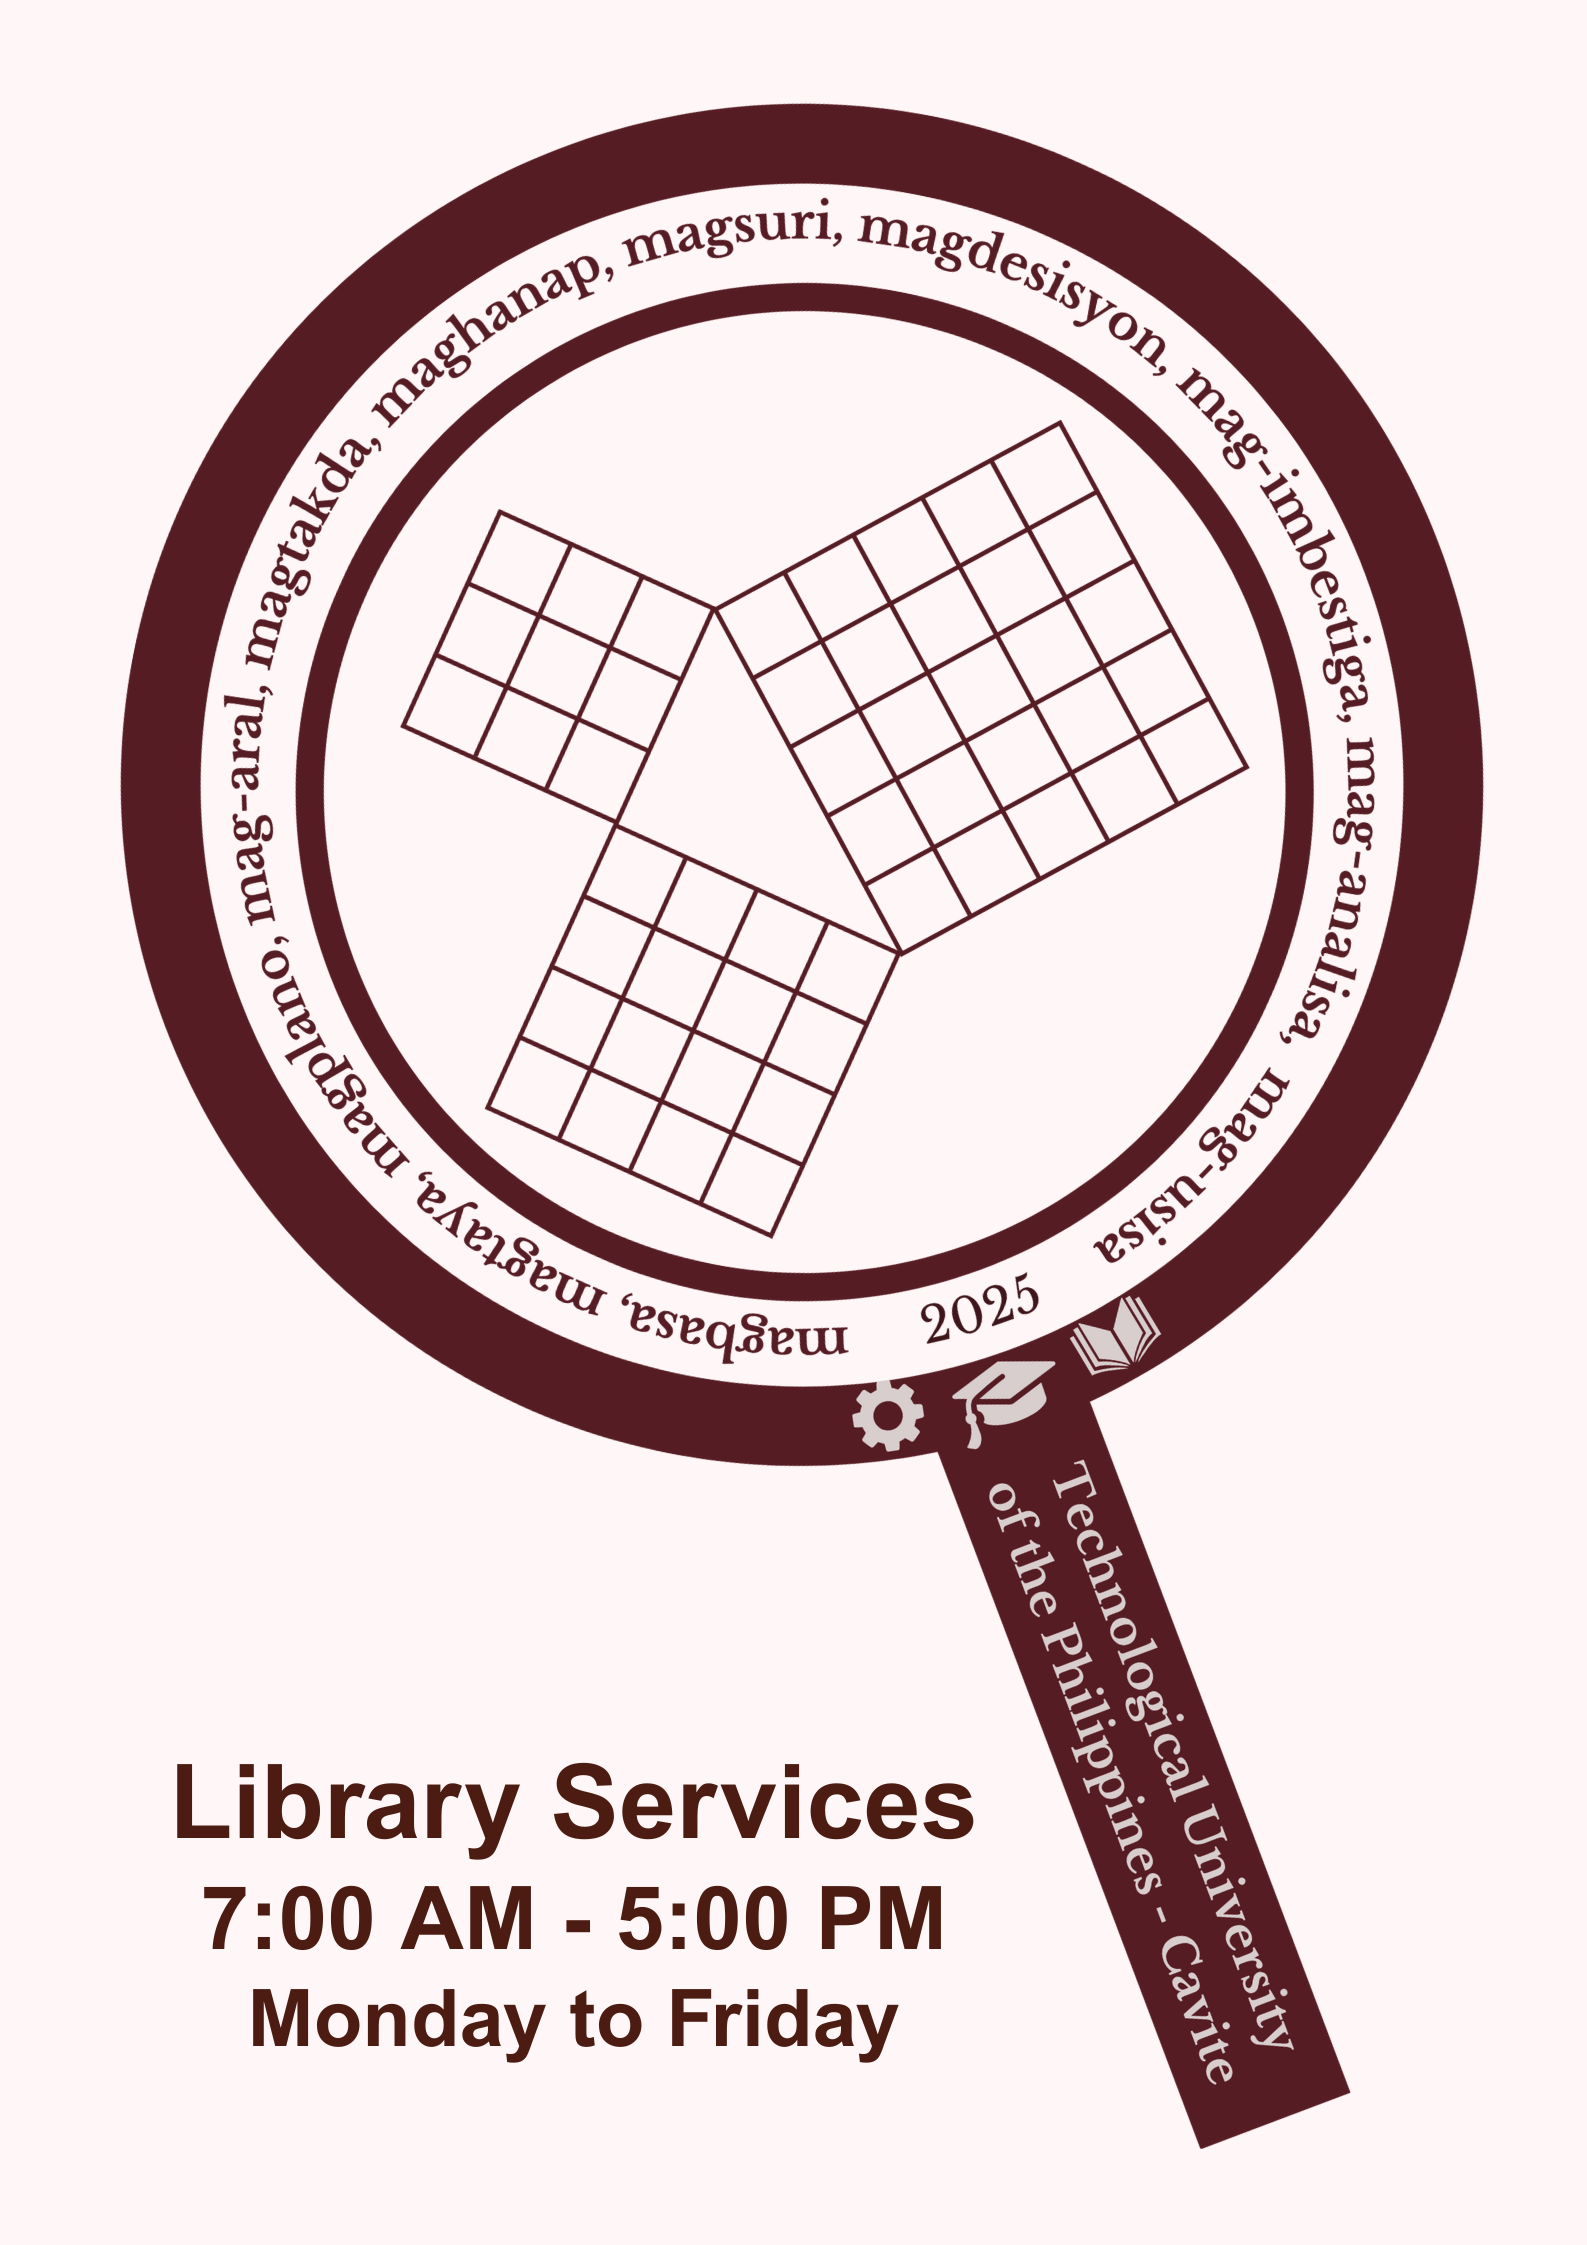 magbasa, magtaya, magplano, mag-aral, magtakda, maghanap, magsuri, magdesisyon, mag-imbestiga, mag-analisa, mag-usisa
2025
Technological University
of the Philippines - Cavite
Library Services
7:00 AM - 5:00 PM
Monday to Friday